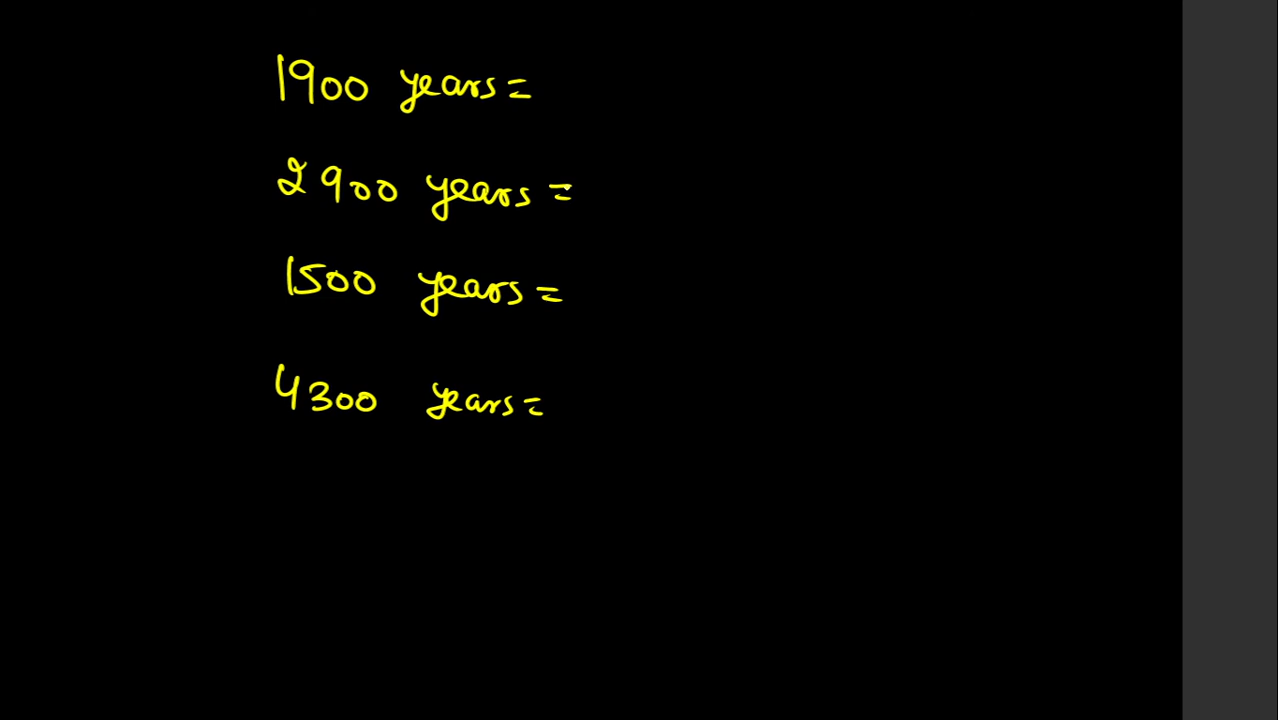 1900 years=
2900 years=
1500 years=
4300 years=